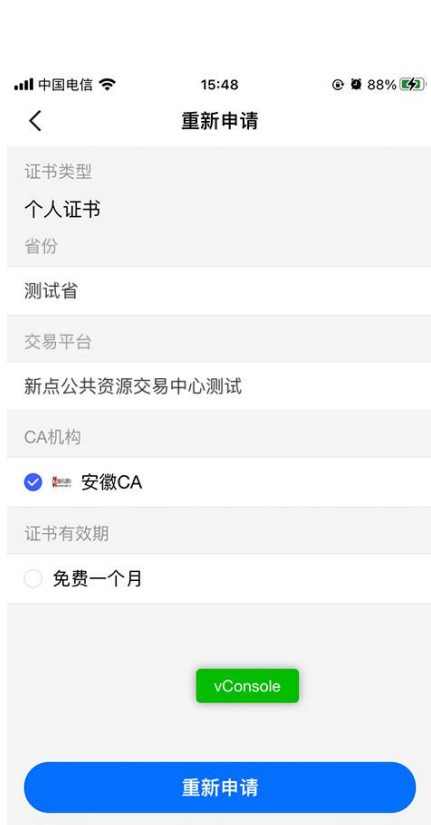 中国电信
15:48
88%
重新申请
证书类型
个人证书
省份
测试省
交易平台
新点公共资源交易中心测试
CA机构
安徽CA
证书有效期
免费一个月
vConsole
重新申请